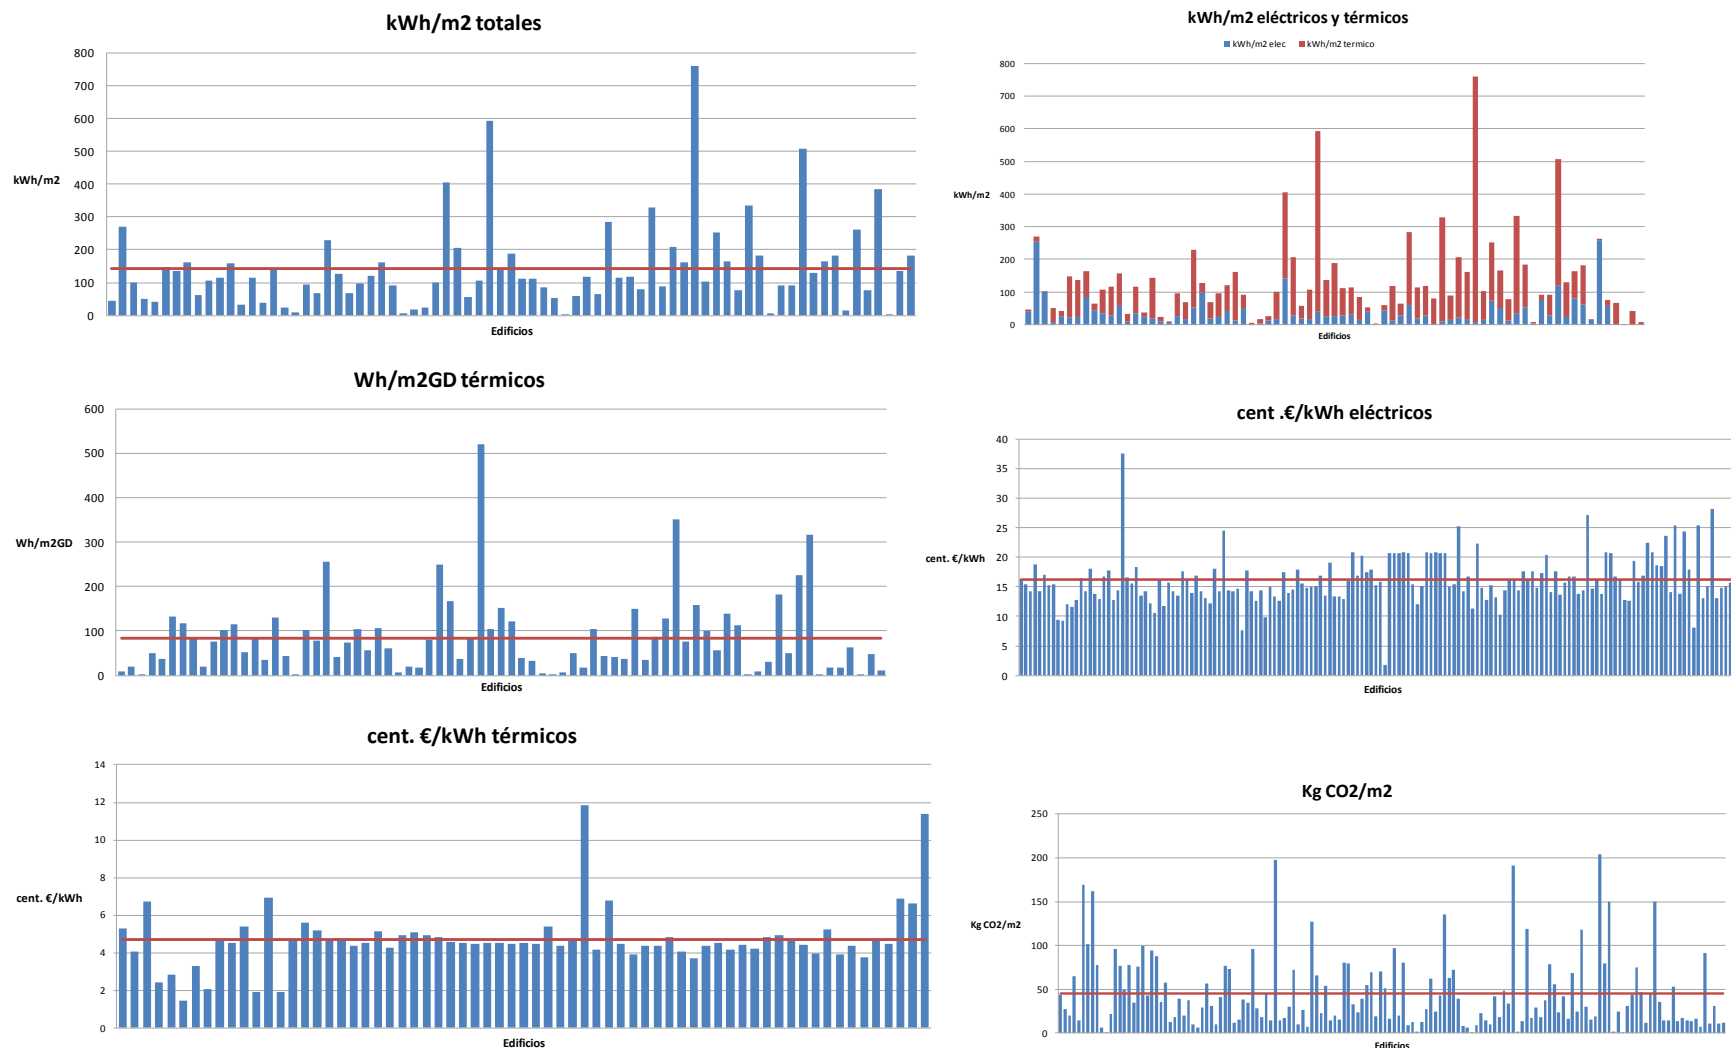 kWh/m2 totales
800
700
600
500
400
300
200
100
0
kWh/m2
Edificios
kWh/m2 eléctricos y térmicos
kWh/m2 elec
kWh/m2 termico
800
700
600
500
400
300
200
100
0
kWh/m2
Edificios
Wh/m2GD térmicos
600
500
400
300
200
100
0
Wh/m2GD
Edificios
cent .€/kWh eléctricos
40
35
30
25
20
15
10
5
0
cent. €/kWh
Edificios
cent. €/kWh térmicos
14
12
10
8
6
4
2
0
cent. €/kWh
Edificios
Kg CO2/m2
250
200
150
100
50
0
Kg CO2/m2
Edificios